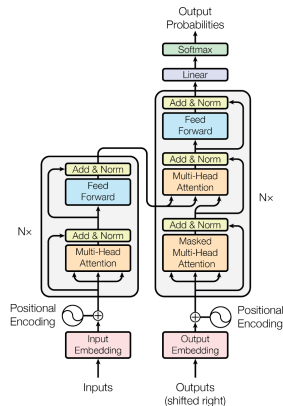 Output
Probabilities
Softmax
Linear
Add & Norm
Feed
Forward
Add & Norm
Multi-Head
Attention
Add & Norm
Masked
Multi-Head
Attention
N×
Add & Norm
Feed
Forward
Add & Norm
Multi-Head
Attention
N×
Positional
Encoding
Positional
Encoding
Input
Embedding
Output
Embedding
Inputs
Outputs
(shifted right)